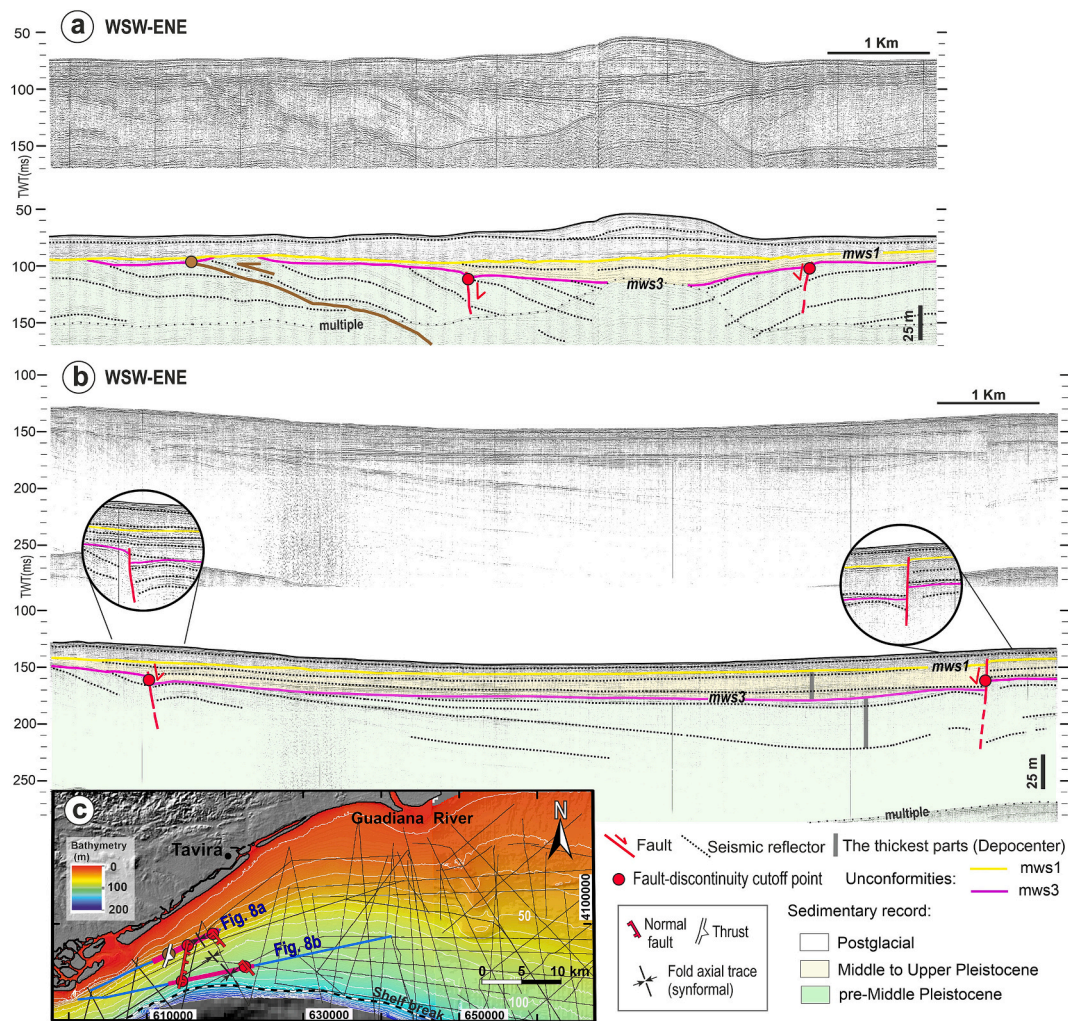 a WSW-ENE
50
100
150
TWT(ms)
1 Km
50
100
150
mws1
mws3
multiple
25 m
b WSW-ENE
100
150
200
250
TWT(ms)
1 Km
100
150
200
250
mws1
mws3
25 m
multiple
c
Guadiana River
Tavira
N
Bathymetry
(m)
0
100
200
Fig. 8a
Fig. 8b
50
100
0 5 10 km
Shelf break
4100000
610000
630000
650000
Fault
Seismic reflector
The thickest parts (Depocenter)
Fault-discontinuity cutoff point
Unconformities:
mws1
mws3
Normal
fault
Thrust
Fold axial trace
(synformal)
Sedimentary record:
Postglacial
Middle to Upper Pleistocene
pre-Middle Pleistocene